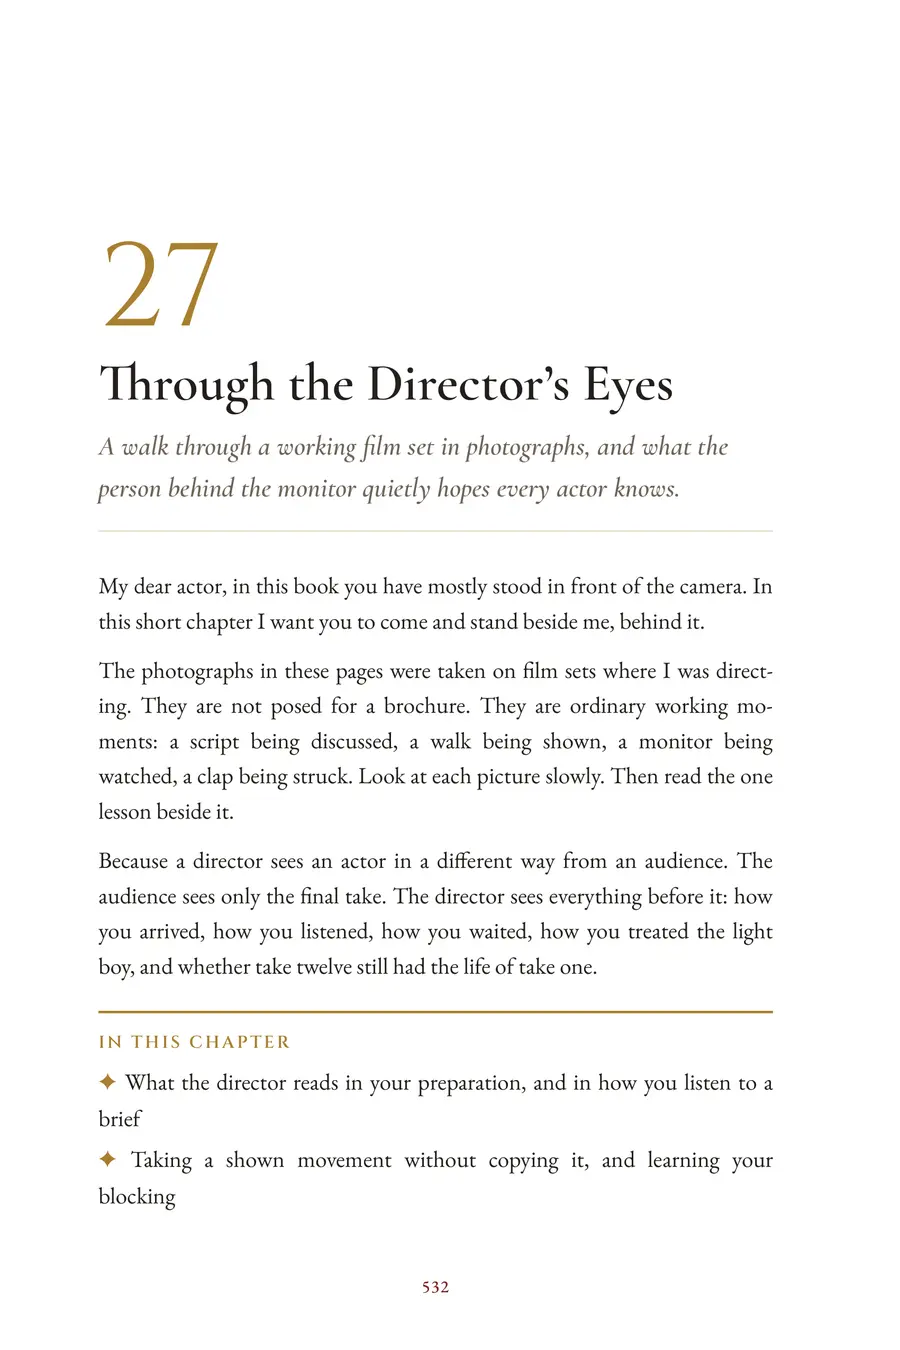 27
Through the Director’s Eyes
A walk through a working film set in photographs, and what the
person behind the monitor quietly hopes every actor knows.
My dear actor, in this book you have mostly stood in front of the camera. In
this short chapter I want you to come and stand beside me, behind it.
The photographs in these pages were taken on film sets where I was direct-
ing. They are not posed for a brochure. They are ordinary working mo-
ments: a script being discussed, a walk being shown, a monitor being
watched, a clap being struck. Look at each picture slowly. Then read the one
lesson beside it.
Because a director sees an actor in a different way from an audience. The
audience sees only the final take. The director sees everything before it: how
you arrived, how you listened, how you waited, how you treated the light
boy, and whether take twelve still had the life of take one.
IN THIS CHAPTER
✦ What the director reads in your preparation, and in how you listen to a
brief
✦ Taking a shown movement without copying it, and learning your
blocking
532